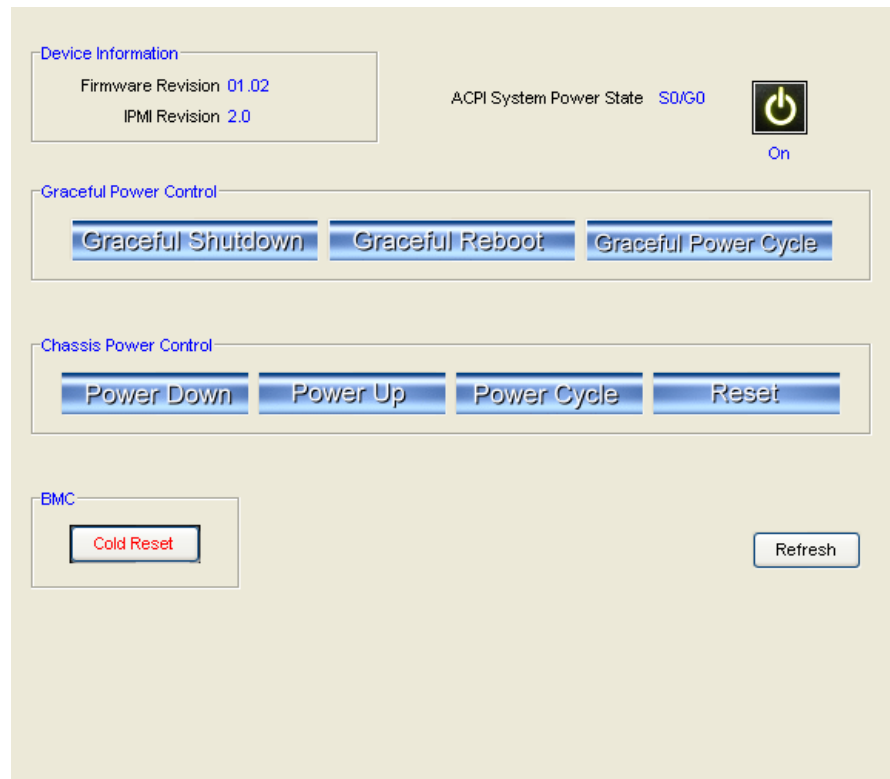 Device Information
Firmware Revision 01.02
IPMI Revision 2.0
ACPI System Power State S0/G0
On
Graceful Power Control
Graceful Shutdown
Graceful Reboot
Graceful Power Cycle
Chassis Power Control
Power Down
Power Up
Power Cycle
Reset
BMC
Cold Reset
Refresh